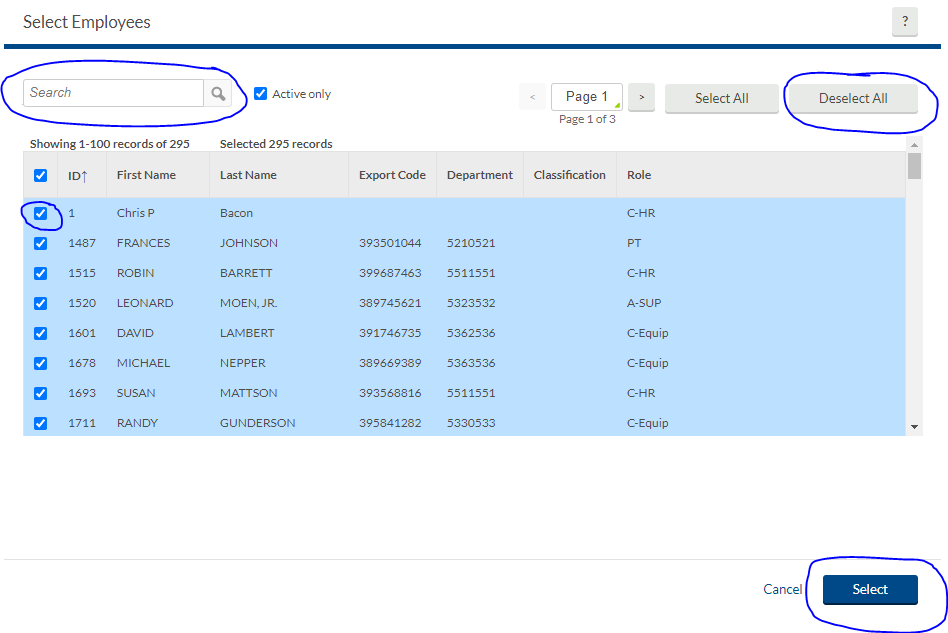 Select Employees
?
Search
Active only
< Page 1 >
Page 1 of 3
Select All
Deselect All
Showing 1-100 records of 295 Selected 295 records
ID↑ First Name Last Name Export Code Department Classification Role
1 Chris P Bacon C-HR
1487 FRANCES JOHNSON 393501044 5210521 PT
1515 ROBIN BARRETT 399687463 5511551 C-HR
1520 LEONARD MOEN, JR. 389745621 5323532 A-SUP
1601 DAVID LAMBERT 391746735 5362536 C-Equip
1678 MICHAEL NEPPER 389669389 5363536 C-Equip
1693 SUSAN MATTSON 393568816 5511551 C-HR
1711 RANDY GUNDERSON 395841282 5330533 C-Equip
Cancel Select